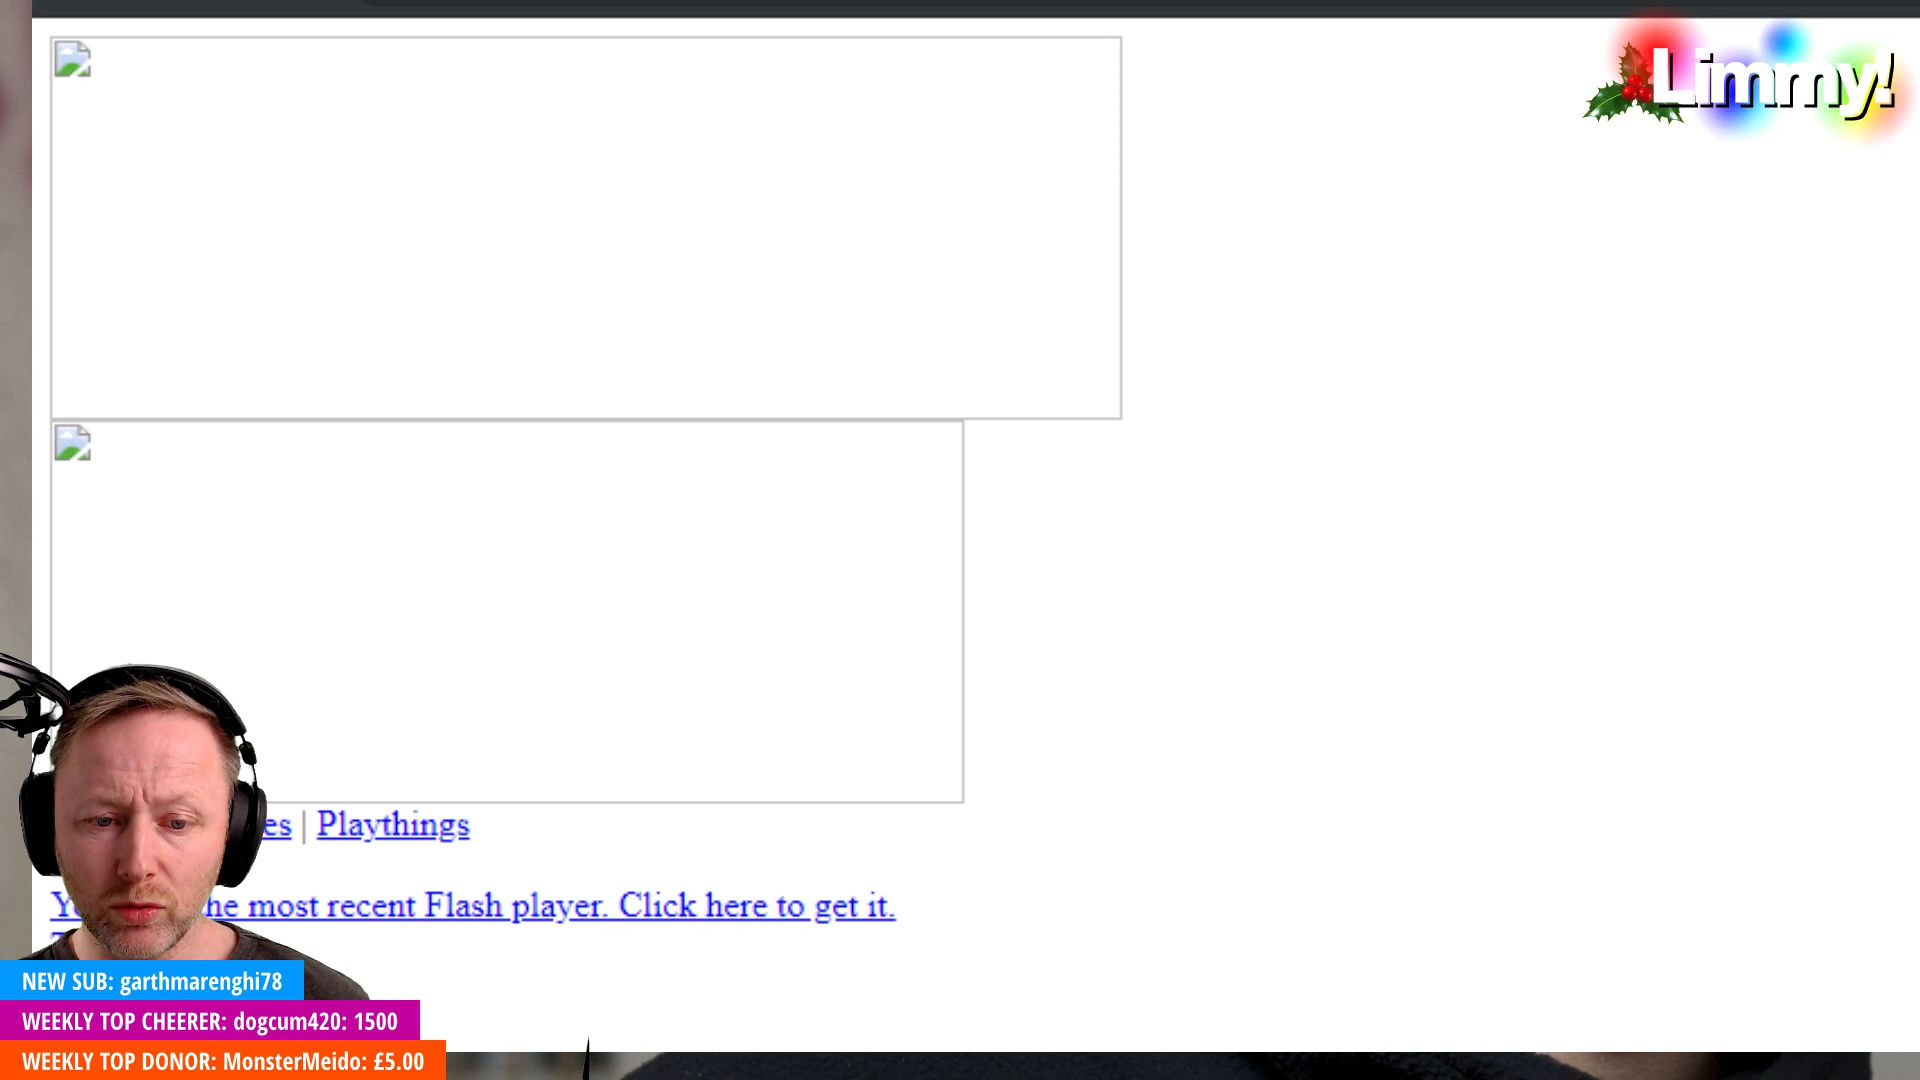 Limmy!
es | Playthings
he most recent Flash player. Click here to get it.
NEW SUB: garthmarenghi78
WEEKLY TOP CHEERER: dogcum420: 1500
WEEKLY TOP DONOR: MonsterMeido: £5.00